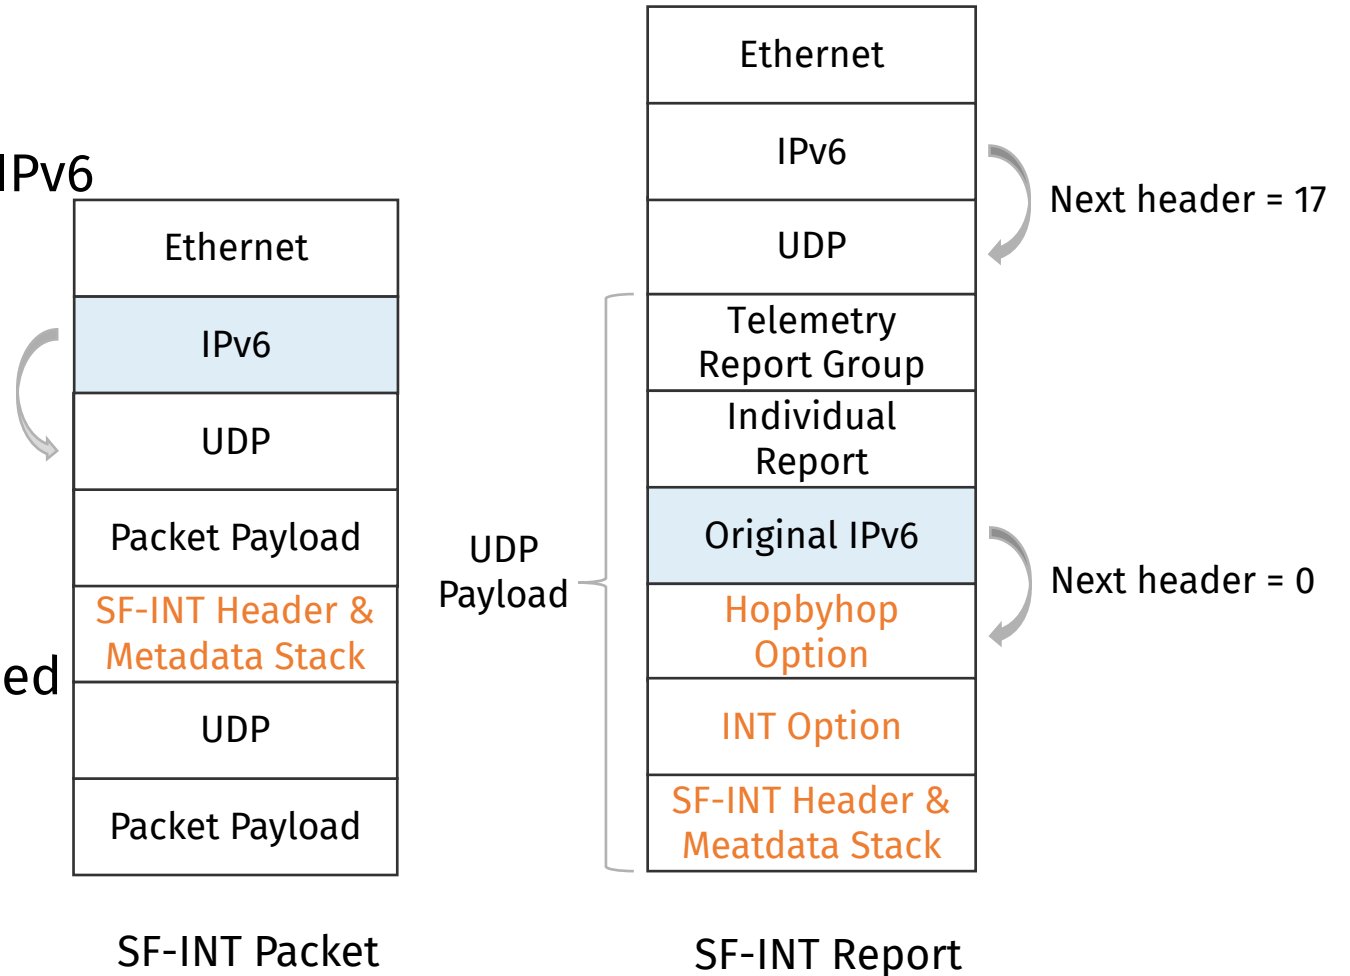 IPv6
Ethernet
IPv6
UDP
Packet Payload
SF-INT Header &
Metadata Stack
ed
UDP
Packet Payload
SF-INT Packet
Ethernet
IPv6
UDP
Next header = 17
Telemetry
Report Group
Individual
Report
Original IPv6
Next header = 0
UDP
Payload
Hopbyhop
Option
INT Option
SF-INT Header &
Meatdata Stack
SF-INT Report